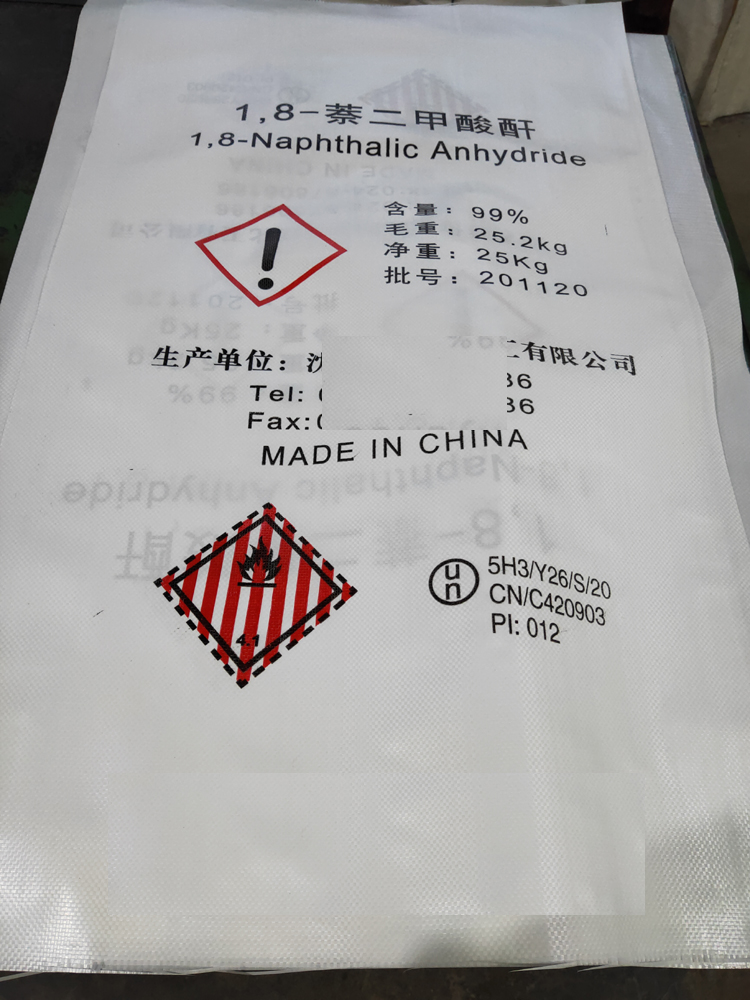 1,8-萘二甲酸酐
1,8-Naphthalic Anhydride
含量：99%
毛重：25.2kg
净重：25Kg
批号：201120
生产单位：
有限公司
Tel:
36
Fax:
36
MADE IN CHINA
4.1
un
5H3/Y26/S/20
CN/C420903
PI: 012